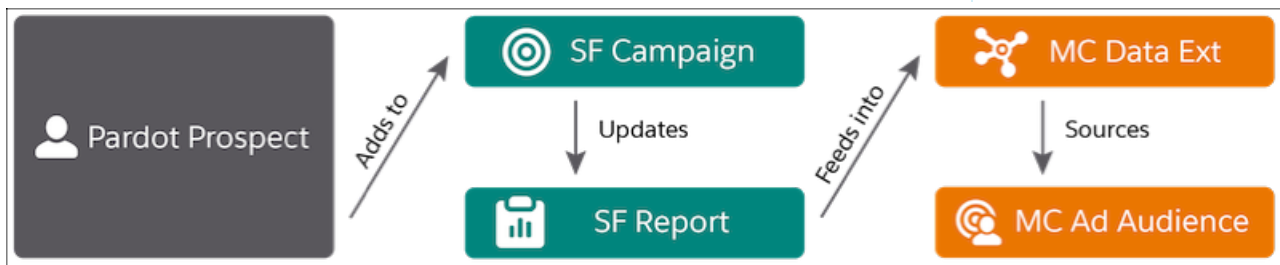 Pardot Prospect
Adds to
SF Campaign
Updates
SF Report
Feeds into
MC Data Ext
Sources
MC Ad Audience